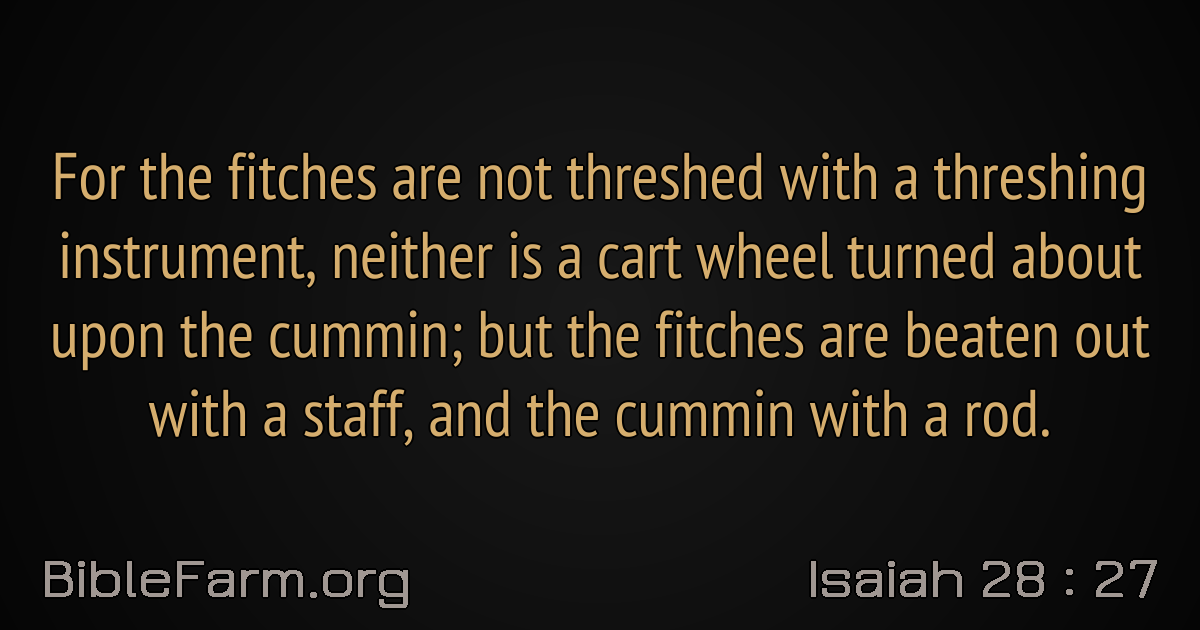 For the fitches are not threshed with a threshing
instrument, neither is a cart wheel turned about
upon the cummin; but the fitches are beaten out
with a staff, and the cummin with a rod.
BibleFarm.org
Isaiah 28 : 27